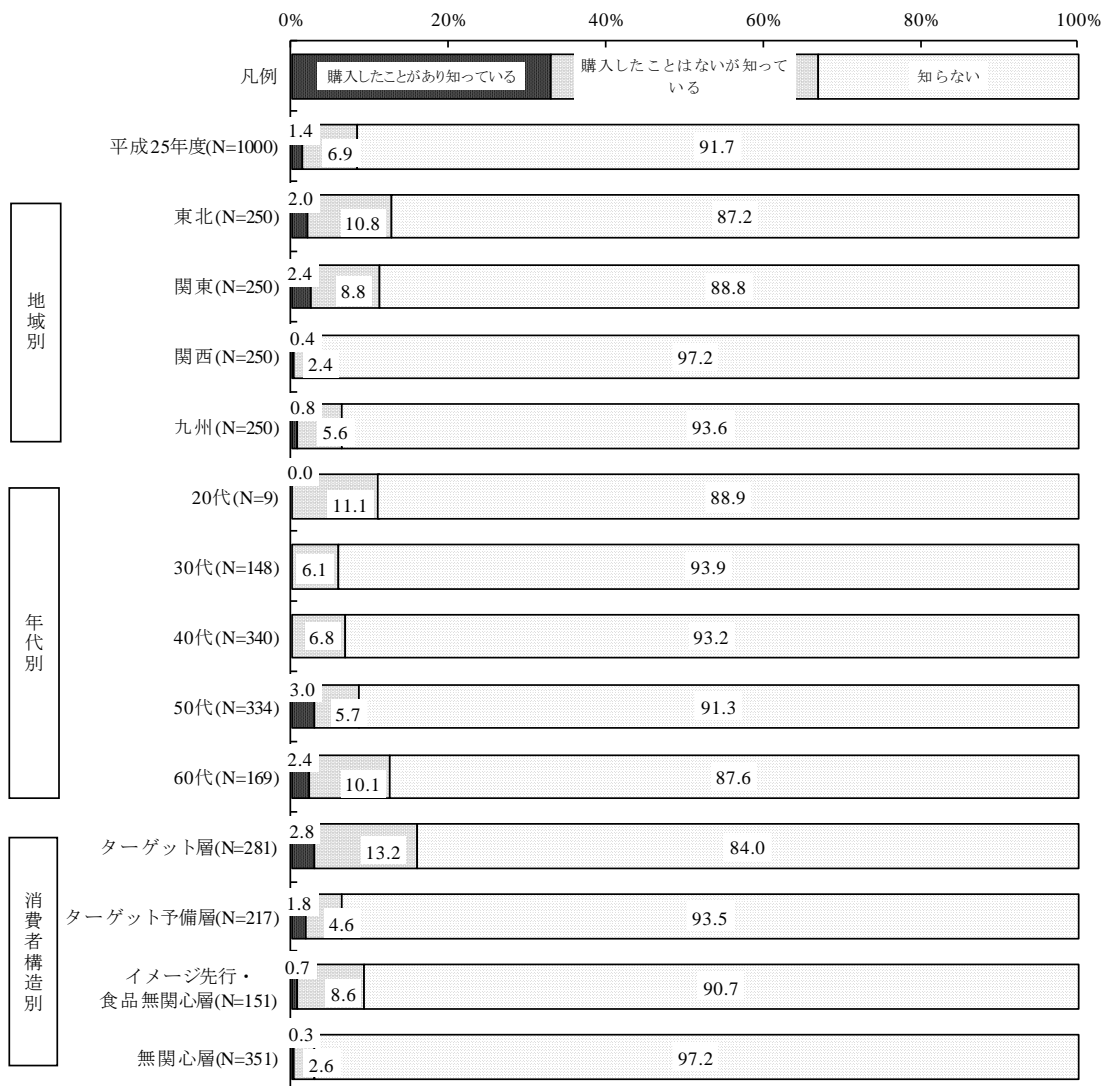 0% 20% 40% 60% 80% 100%
凡例 購入したことがあり知っている 購入したことはないが知って
いる 知らない
平成25年度(N=1000) 1.4 6.9 91.7
地域別
東北(N=250) 2.0 10.8 87.2
関東(N=250) 2.4 8.8 88.8
関西(N=250) 0.4 2.4 97.2
九州(N=250) 0.8 5.6 93.6
年代別
20代(N=9) 0.0 11.1 88.9
30代(N=148) 6.1 93.9
40代(N=340) 6.8 93.2
50代(N=334) 3.0 5.7 91.3
60代(N=169) 2.4 10.1 87.6
消費者構造別
ターゲット層(N=281) 2.8 13.2 84.0
ターゲット予備層(N=217) 1.8 4.6 93.5
イメージ先行・
食品無関心層(N=151) 0.7 8.6 90.7
無関心層(N=351) 0.3 2.6 97.2